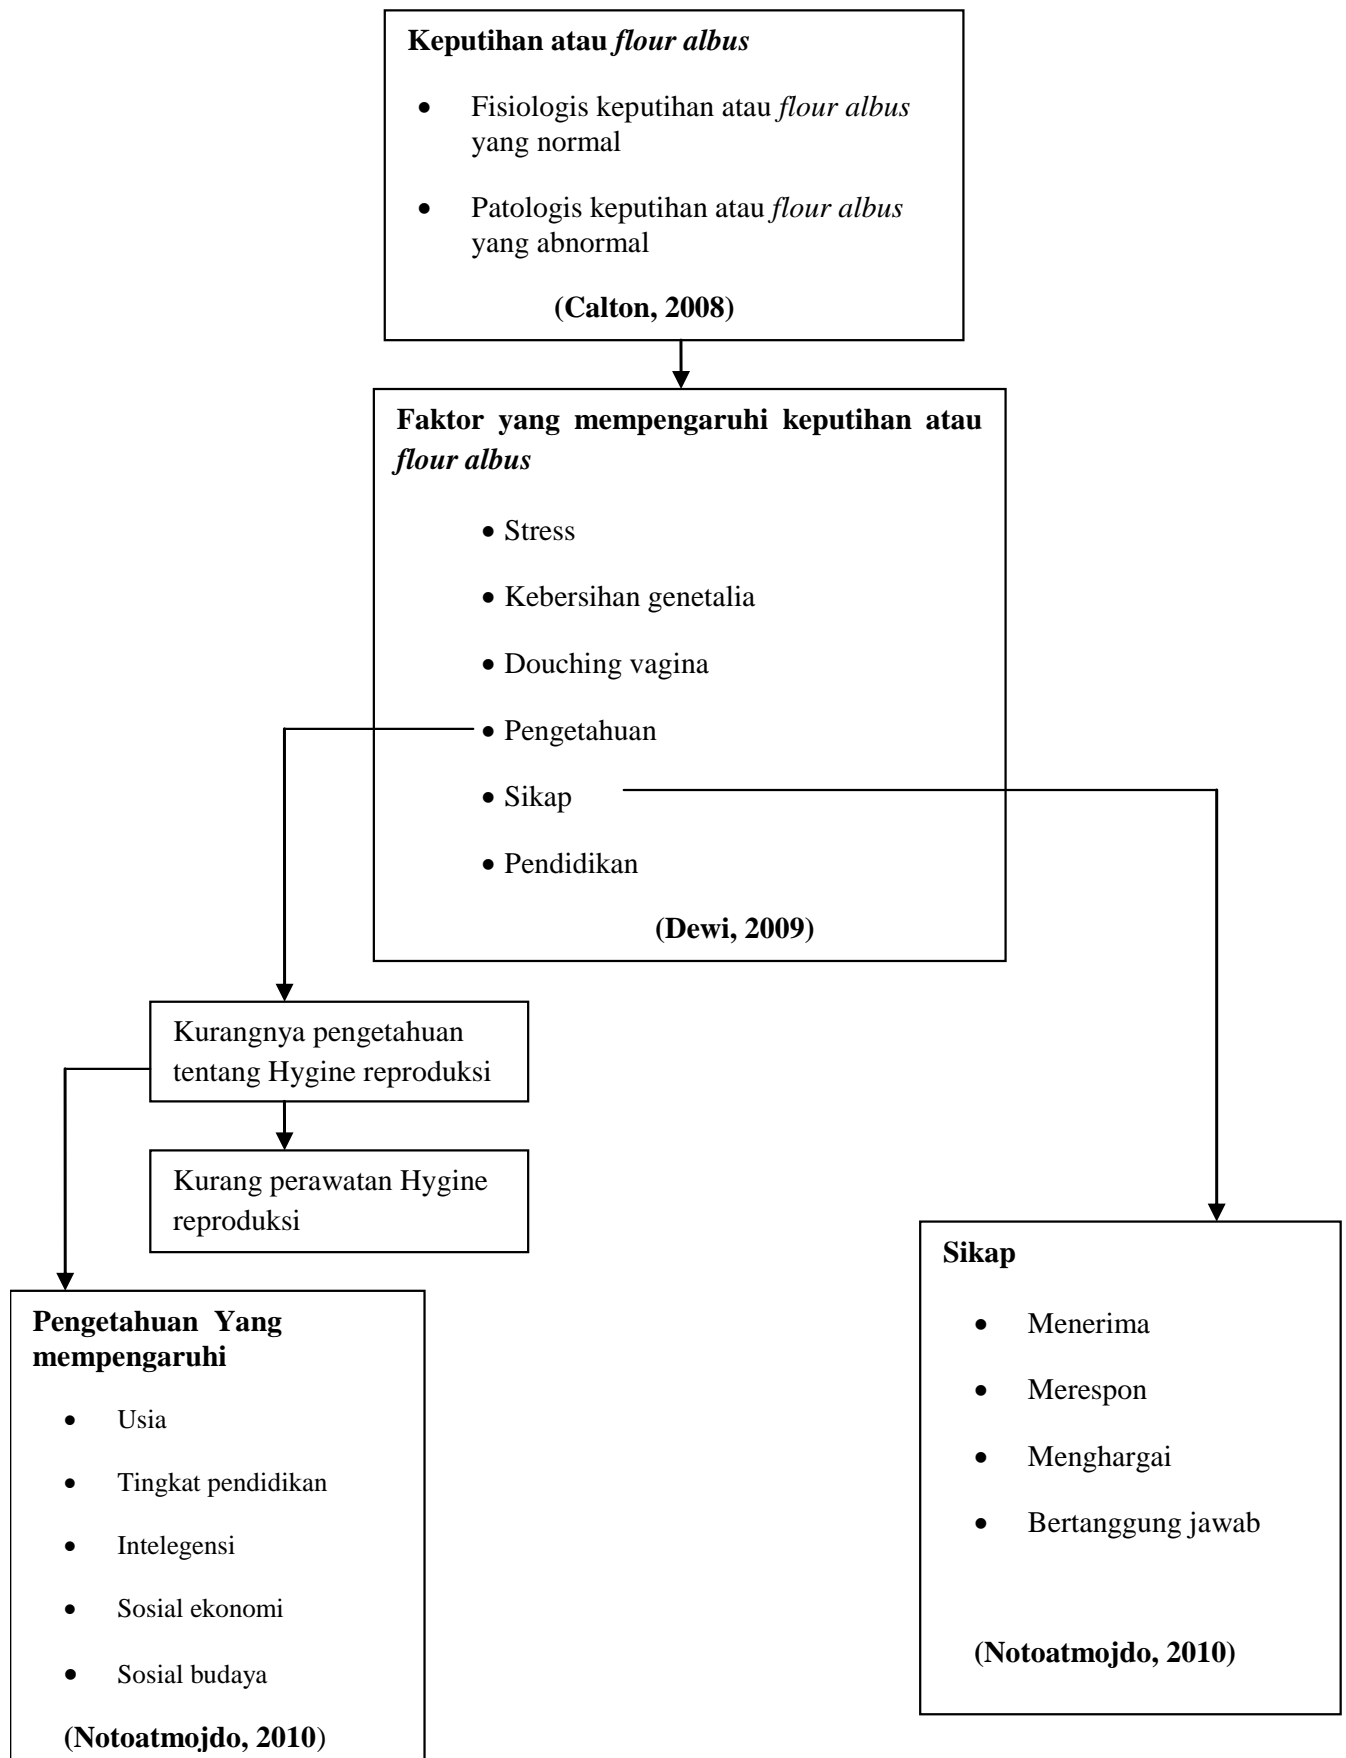 Keputihan atau flour albus
• Fisiologis keputihan atau flour albus
yang normal
• Patologis keputihan atau flour albus
yang abnormal
(Calton, 2008)
Faktor yang mempengaruhi keputihan atau
flour albus
• Stress
• Kebersihan genetalia
• Douching vagina
• Pengetahuan
• Sikap
• Pendidikan
(Dewi, 2009)
Kurangnya pengetahuan
tentang Hygine reproduksi
Kurang perawatan Hygine
reproduksi
Pengetahuan Yang
mempengaruhi
• Usia
• Tingkat pendidikan
• Intelegensi
• Sosial ekonomi
• Sosial budaya
(Notoatmojdo, 2010)
Sikap
• Menerima
• Merespon
• Menghargai
• Bertanggung jawab
(Notoatmojdo, 2010)